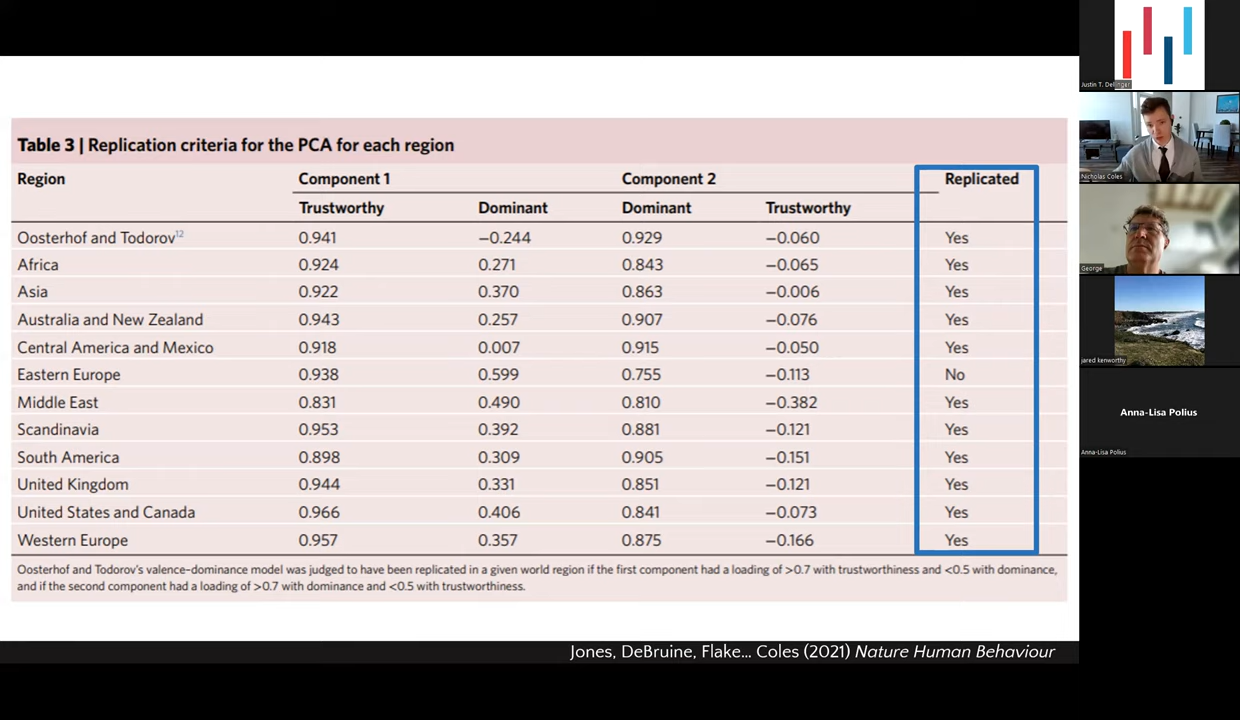 Table 3 | Replication criteria for the PCA for each region
Region Component 1 Component 2 Replicated
Trustworthy Dominant Dominant Trustworthy
Oosterhof and Todorov12 0.941 −0.244 0.929 −0.060 Yes
Africa 0.924 0.271 0.843 −0.065 Yes
Asia 0.922 0.370 0.863 −0.006 Yes
Australia and New Zealand 0.943 0.257 0.907 −0.076 Yes
Central America and Mexico 0.918 0.007 0.915 −0.050 Yes
Eastern Europe 0.938 0.599 0.755 −0.113 No
Middle East 0.831 0.490 0.810 −0.382 Yes
Scandinavia 0.953 0.392 0.881 −0.121 Yes
South America 0.898 0.309 0.905 −0.151 Yes
United Kingdom 0.944 0.331 0.851 −0.121 Yes
United States and Canada 0.966 0.406 0.841 −0.073 Yes
Western Europe 0.957 0.357 0.875 −0.166 Yes
Oosterhof and Todorov's valence–dominance model was judged to have been replicated in a given world region if the first component had a loading of >0.7 with trustworthiness and <0.5 with dominance,
and if the second component had a loading of >0.7 with dominance and <0.5 with trustworthiness.
Jones, DeBruine, Flake... Coles (2021) Nature Human Behaviour
Justin T. Dellinger
Nicholas Coles
George
jared kenworthy
Anna-Lisa Polius
Anna-Lisa Polius